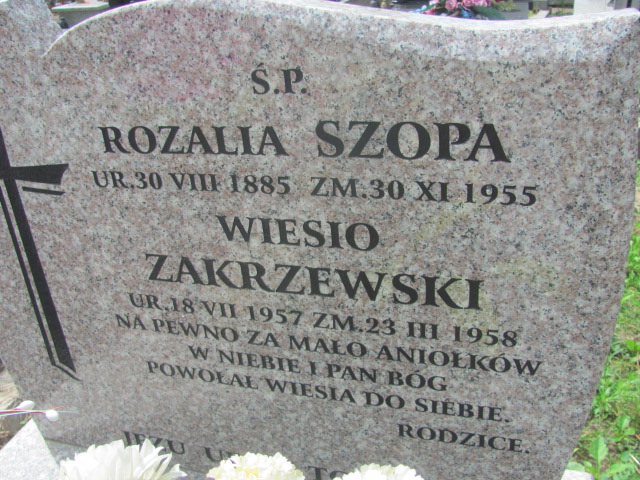 Ś.P.
ROZALIA SZOPA
UR.30 VIII 1885 ZM.30 XI 1955
WIESIO
ZAKRZEWSKI
UR.18 VII 1957 ZM.23 III 1958
NA PEWNO ZA MAŁO ANIOŁKÓW
W NIEBIE I PAN BÓG
POWOŁAŁ WIESIA DO SIEBIE.
RODZICE.
JEZU